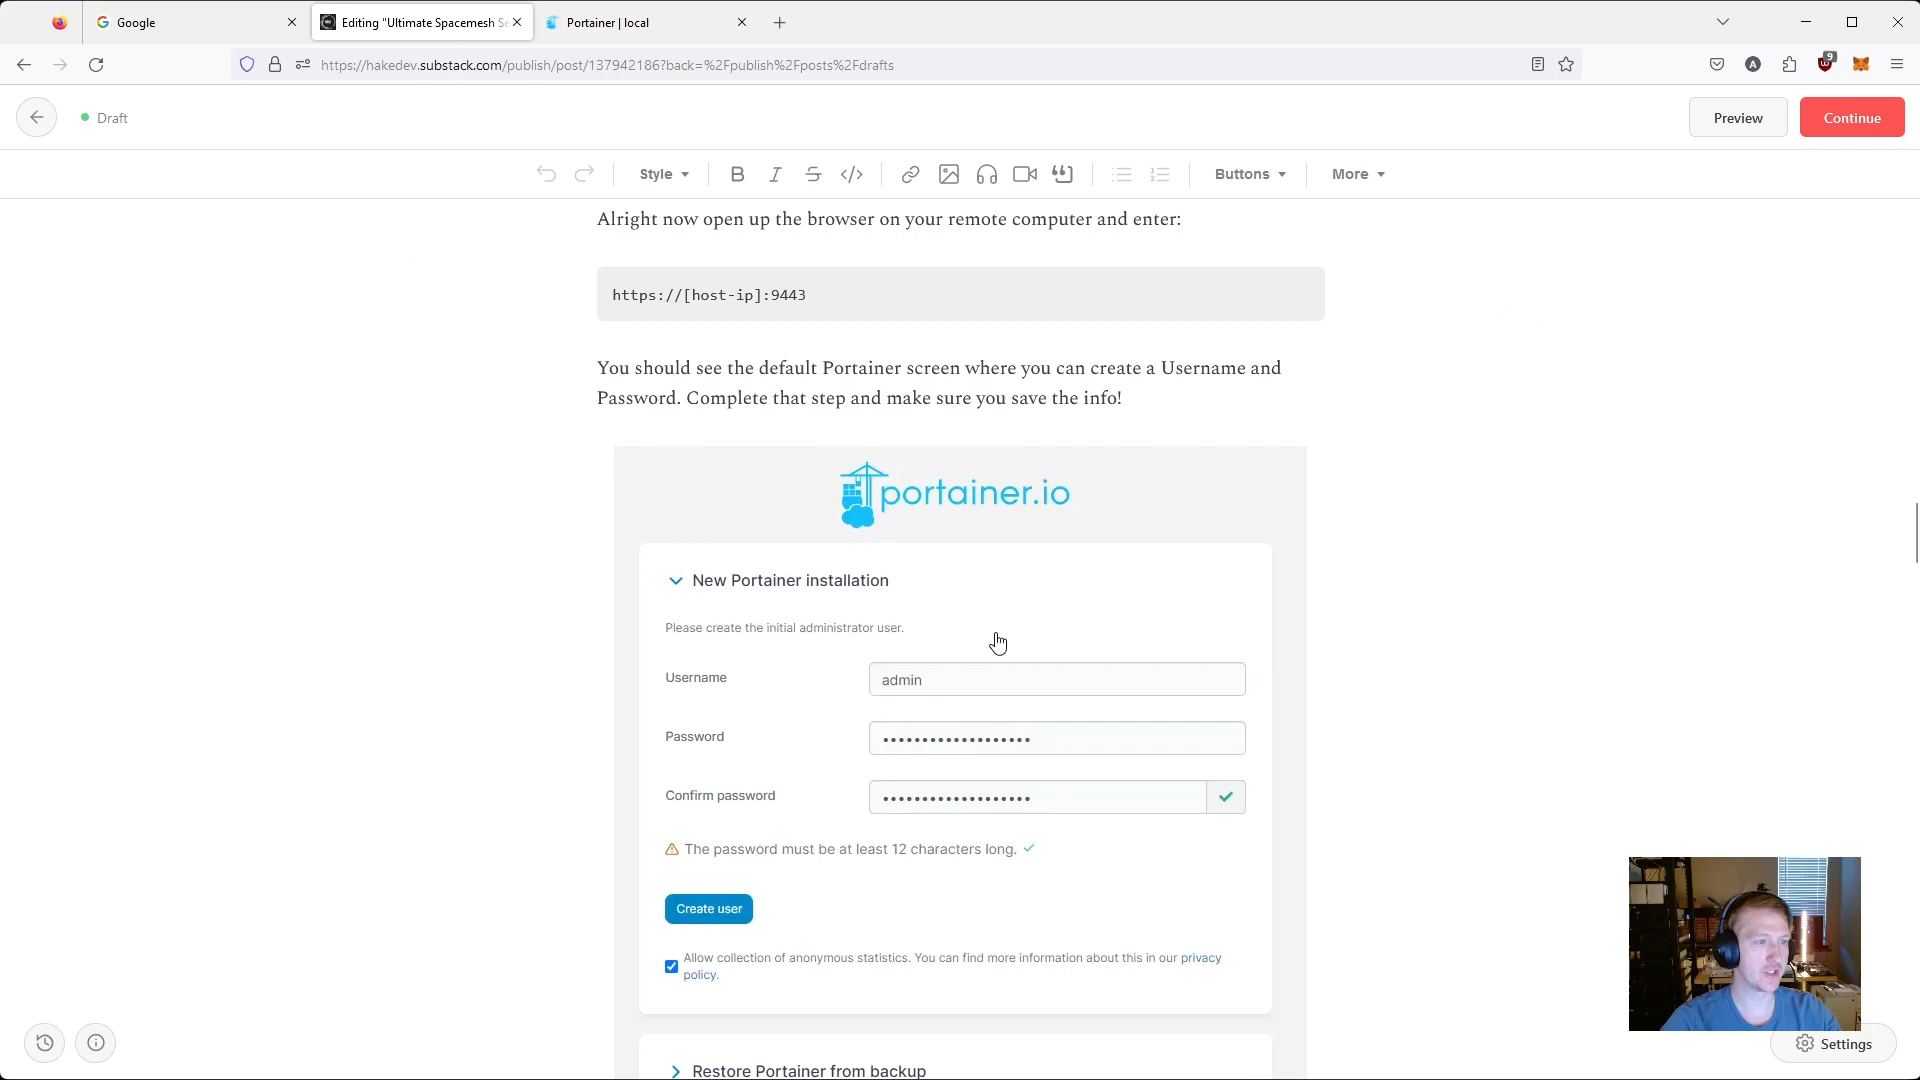 Google
Editing "Ultimate Spacemesh Se
Portainer | local
https://hakedev.substack.com/publish/post/137942186?back=%2Fpublish%2Fposts%2Fdrafts
A
9
Draft
Preview
Continue
Style
B
I
S
Buttons
More
Alright now open up the browser on your remote computer and enter:
https://[host-ip]:9443
You should see the default Portainer screen where you can create a Username and
Password. Complete that step and make sure you save the info!
portainer.io
New Portainer installation
Please create the initial administrator user.
Username
admin
Password
•••••••••••••••••••
Confirm password
•••••••••••••••••••
The password must be at least 12 characters long.
Create user
Allow collection of anonymous statistics. You can find more information about this in our privacy
policy.
Restore Portainer from backup
Settings